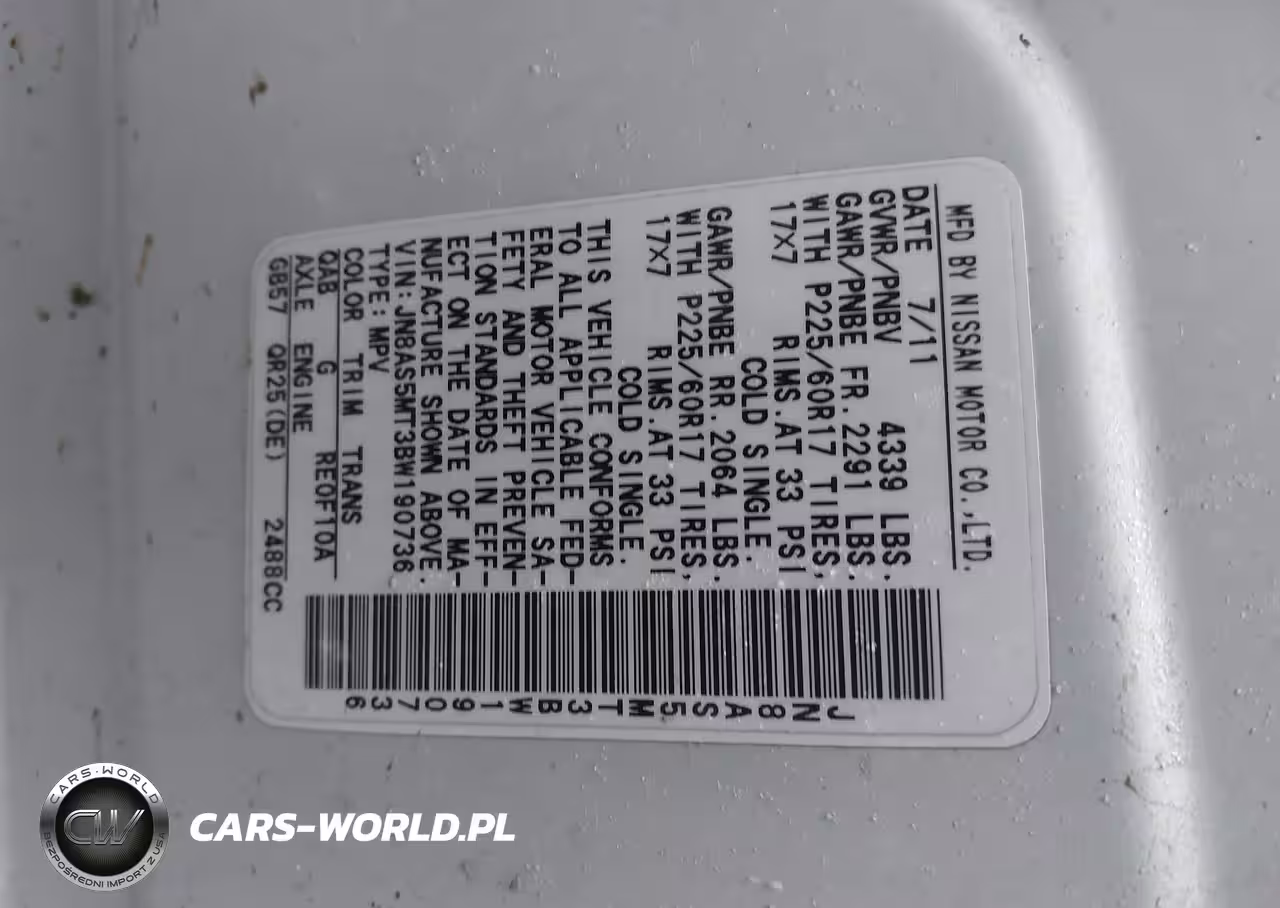 MFD BY NISSAN MOTOR CO.,LTD.
DATE 7/11
GVWR/PNBV 4339 LBS.
GAWR/PNBE FR.2291 LBS.
WITH P225/60R17 TIRES,
17X7 RIMS.AT 33 PSI
COLD SINGLE.
GAWR/PNBE RR.2064 LBS.
WITH P225/60R17 TIRES,
17X7 RIMS.AT 33 PSI
COLD SINGLE.
THIS VEHICLE CONFORMS
TO ALL APPLICABLE FED-
ERAL MOTOR VEHICLE SA-
FETY AND THEFT PREVEN-
TION STANDARDS IN EFF-
ECT ON THE DATE OF MA-
NUFACTURE SHOWN ABOVE.
VIN:JN8AS5MT3BW190736
TYPE:MPV
COLOR TRIM TRANS
QAB G RE0F10A
AXLE ENGINE
GB57 QR25(DE) 2488CC
JN8AS5MT3BW190736
CARS-WORLD
CW
BEZPOŚREDNI IMPORT Z USA
CARS-WORLD.PL